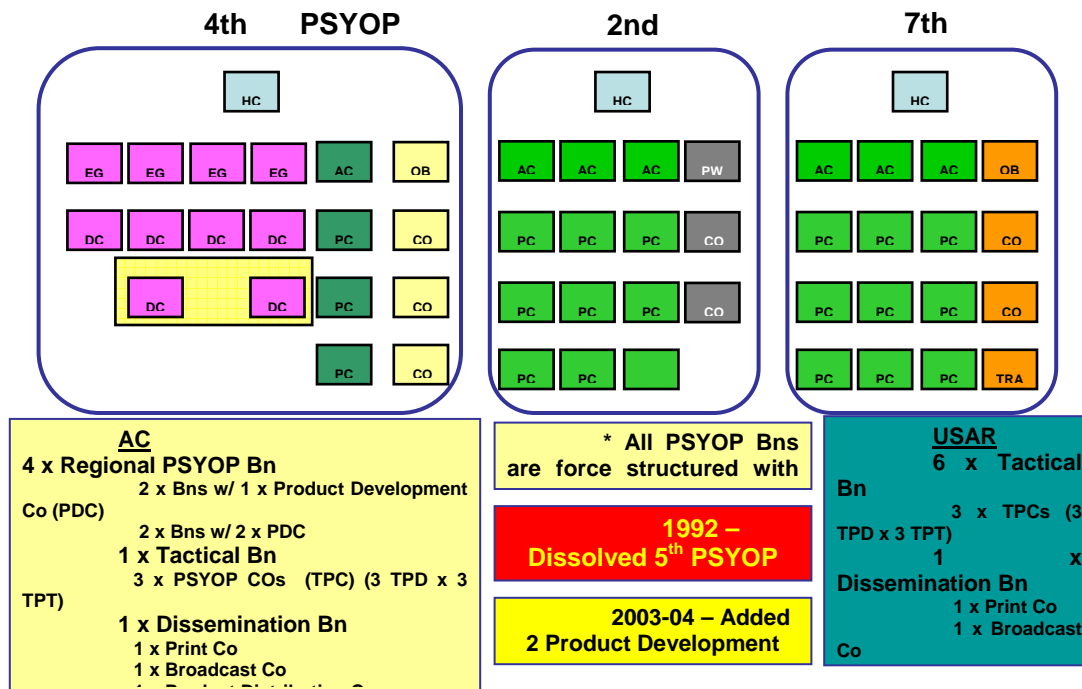 4th PSYOP
HC
EG EG EG EG AC OB
DC DC DC DC PC CO
DC DC PC CO
PC CO
2nd
HC
AC AC AC PW
PC PC PC CO
PC PC PC CO
PC PC
7th
HC
AC AC AC OB
PC PC PC CO
PC PC PC CO
PC PC PC TRA
AC
4 x Regional PSYOP Bn
2 x Bns w/ 1 x Product Development
Co (PDC)
2 x Bns w/ 2 x PDC
1 x Tactical Bn
3 x PSYOP COs (TPC) (3 TPD x 3
TPT)
1 x Dissemination Bn
1 x Print Co
1 x Broadcast Co
1 x Product Distribution Co
* All PSYOP Bns
are force structured with
1992 –
Dissolved 5th PSYOP
2003-04 – Added
2 Product Development
USAR
6 x Tactical
Bn
3 x TPCs (3
TPD x 3 TPT)
1 x
Dissemination Bn
1 x Print Co
1 x Broadcast
Co